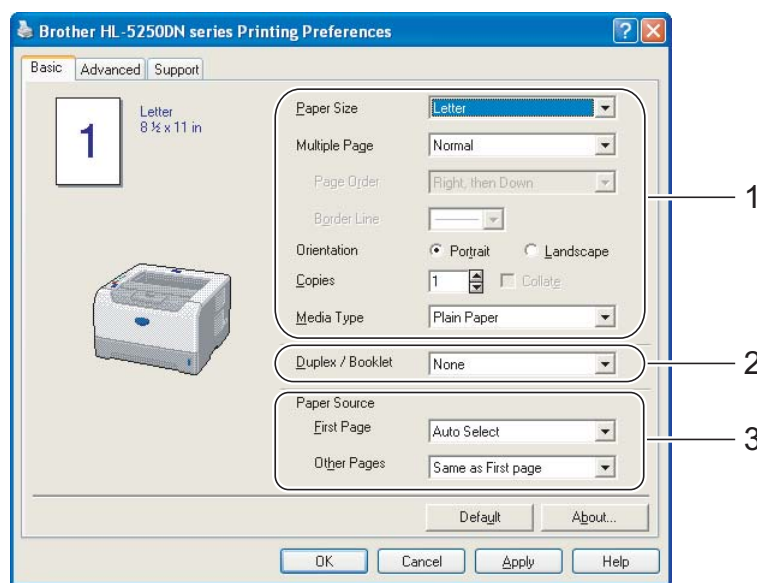 Brother HL-5250DN series Printing Preferences
Basic Advanced Support
1
Letter
8 ½ x 11 in
Paper Size Letter
Multiple Page Normal
Page Order Right, then Down
Border Line
Orientation Portrait Landscape
Copies 1 Collate
Media Type Plain Paper
1
Duplex / Booklet None
2
Paper Source
First Page Auto Select
Other Pages Same as First page
3
Default About...
OK Cancel Apply Help